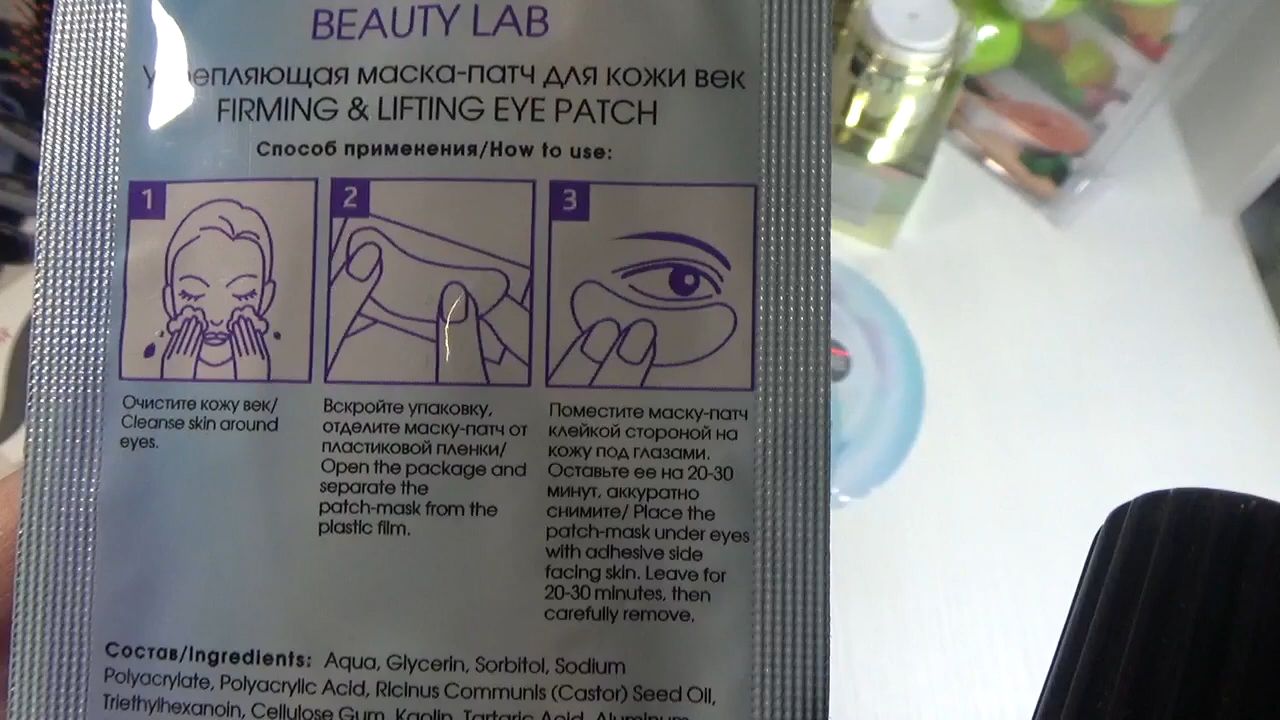 BEAUTY LAB
маска-патч для кожи век
FIRMING & LIFTING EYE PATCH
Способ применения/How to use:
1
2
3
Очистите кожу век/
Cleanse skin around
eyes.
Вскройте упаковку,
отделите маску-патч от
пластиковой пленки/
Open the package and
separate the
patch-mask from the
plastic film.
Поместите маску-патч
клейкой стороной на
кожу под глазами.
Оставьте ее на 20-30
минут, аккуратно
снимите/ Place the
patch-mask under eyes
with adhesive side
facing skin. Leave for
20-30 minutes, then
carefully remove.
Состав/Ingredients: Aqua, Glycerin, Sorbitol, Sodium
Polyacrylate, Polyacrylic Acid, Ricinus Communis (Castor) Seed Oil,
Triethylhexanoin, Cellulose Gum, Kaolin, Tartaric Acid, Aluminum